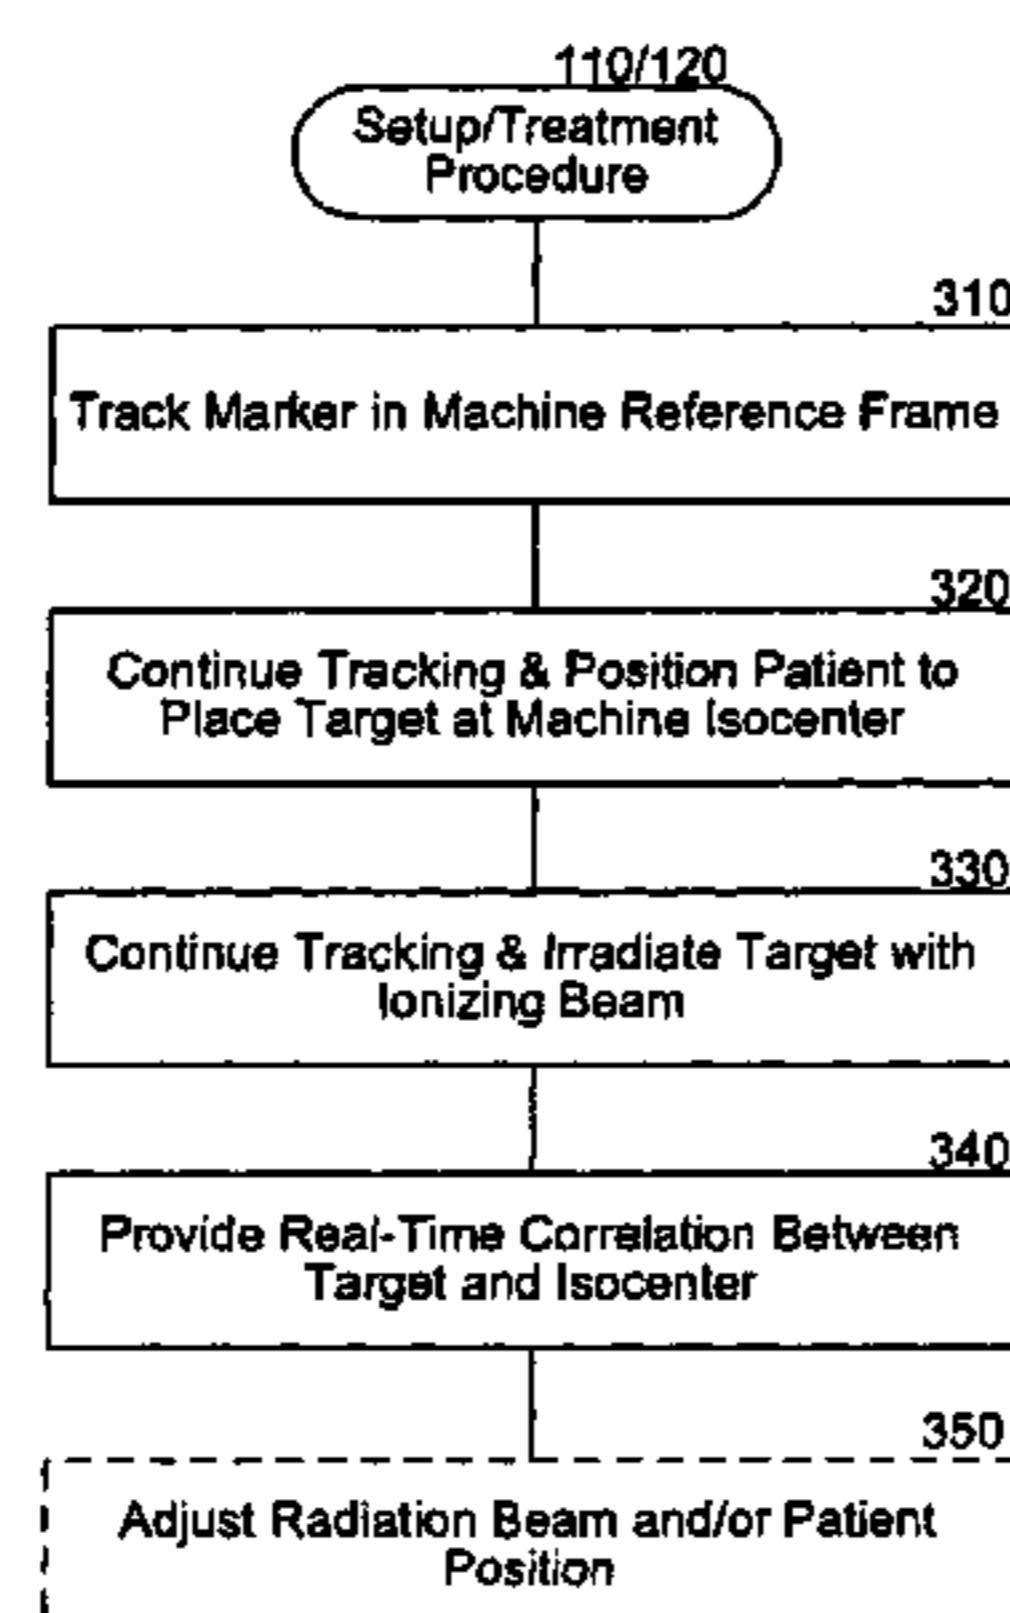 110/120
Setup/Treatment
Procedure
310
Track Marker in Machine Reference Frame
320
Continue Tracking & Position Patient to
Place Target at Machine Isocenter
330
Continue Tracking & Irradiate Target with
Ionizing Beam
340
Provide Real-Time Correlation Between
Target and Isocenter
350
Adjust Radiation Beam and/or Patient
Position